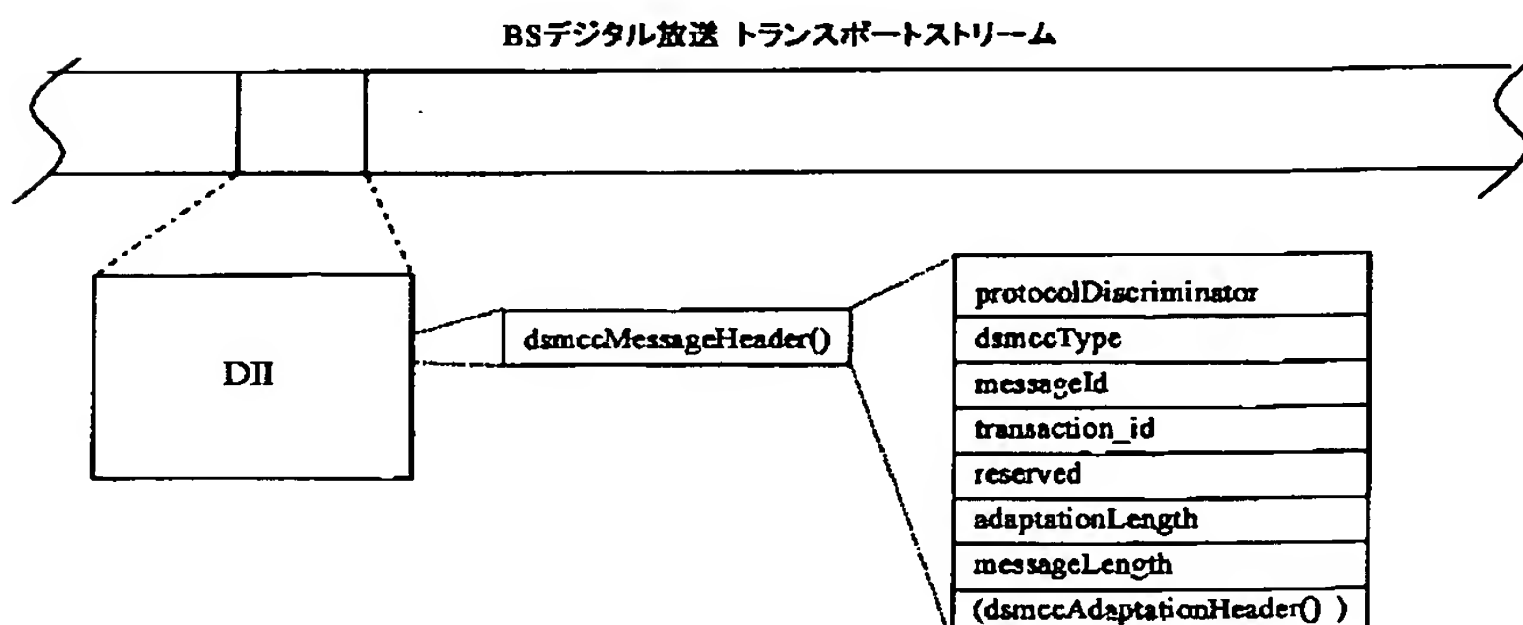 BSデジタル放送 トランスポートストリーム
DII
dsmccMessageHeader()
protocolDiscriminator
dsmccType
messageId
transaction_id
reserved
adaptationLength
messageLength
(dsmccAdaptationHeader() )